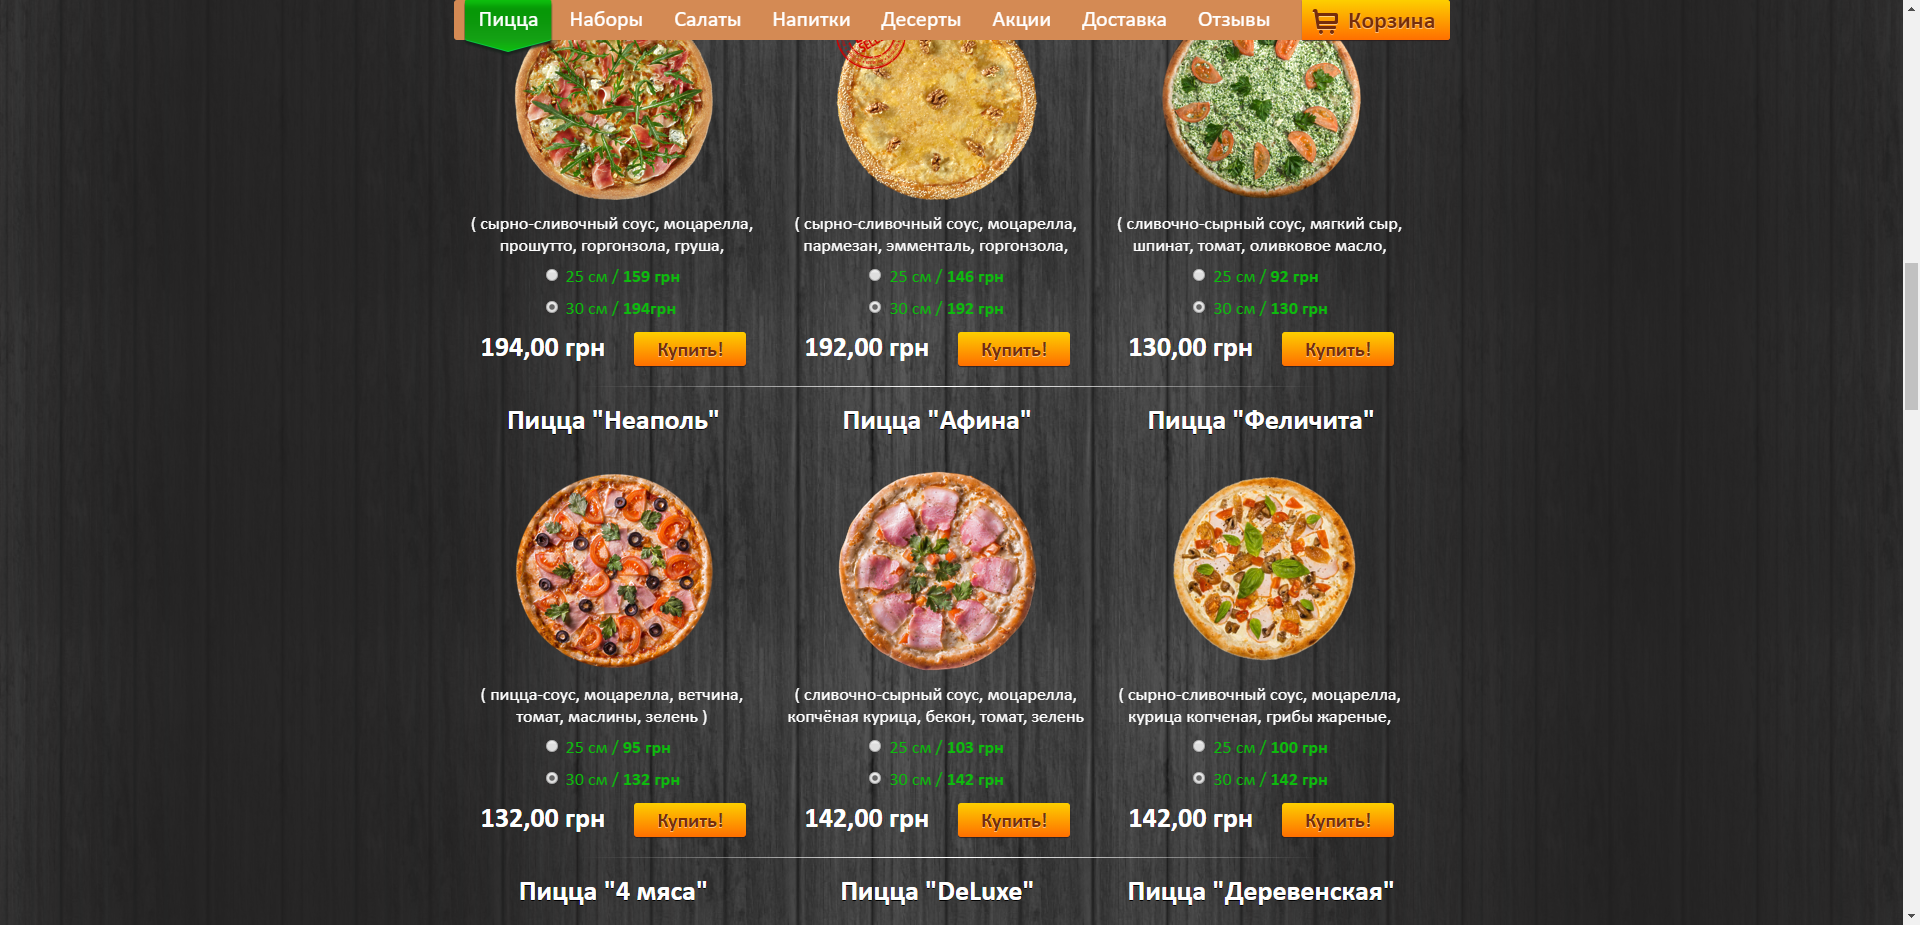 Пицца Наборы Салаты Напитки Десерты Акции Доставка Отзывы Корзина
( сырно-сливочный соус, моцарелла,
прошутто, горгонзола, груша,
25 см / 159 грн
30 см / 194грн
194,00 грн Купить!
( сырно-сливочный соус, моцарелла,
пармезан, эмменталь, горгонзола,
25 см / 146 грн
30 см / 192 грн
192,00 грн Купить!
( сливочно-сырный соус, мягкий сыр,
шпинат, томат, оливковое масло,
25 см / 92 грн
30 см / 130 грн
130,00 грн Купить!
Пицца "Неаполь"
( пицца-соус, моцарелла, ветчина,
томат, маслины, зелень )
25 см / 95 грн
30 см / 132 грн
132,00 грн Купить!
Пицца "Афина"
( сливочно-сырный соус, моцарелла,
копчёная курица, бекон, томат, зелень
25 см / 103 грн
30 см / 142 грн
142,00 грн Купить!
Пицца "Феличита"
( сырно-сливочный соус, моцарелла,
курица копченая, грибы жареные,
25 см / 100 грн
30 см / 142 грн
142,00 грн Купить!
Пицца "4 мяса"
Пицца "DeLuxe"
Пицца "Деревенская"